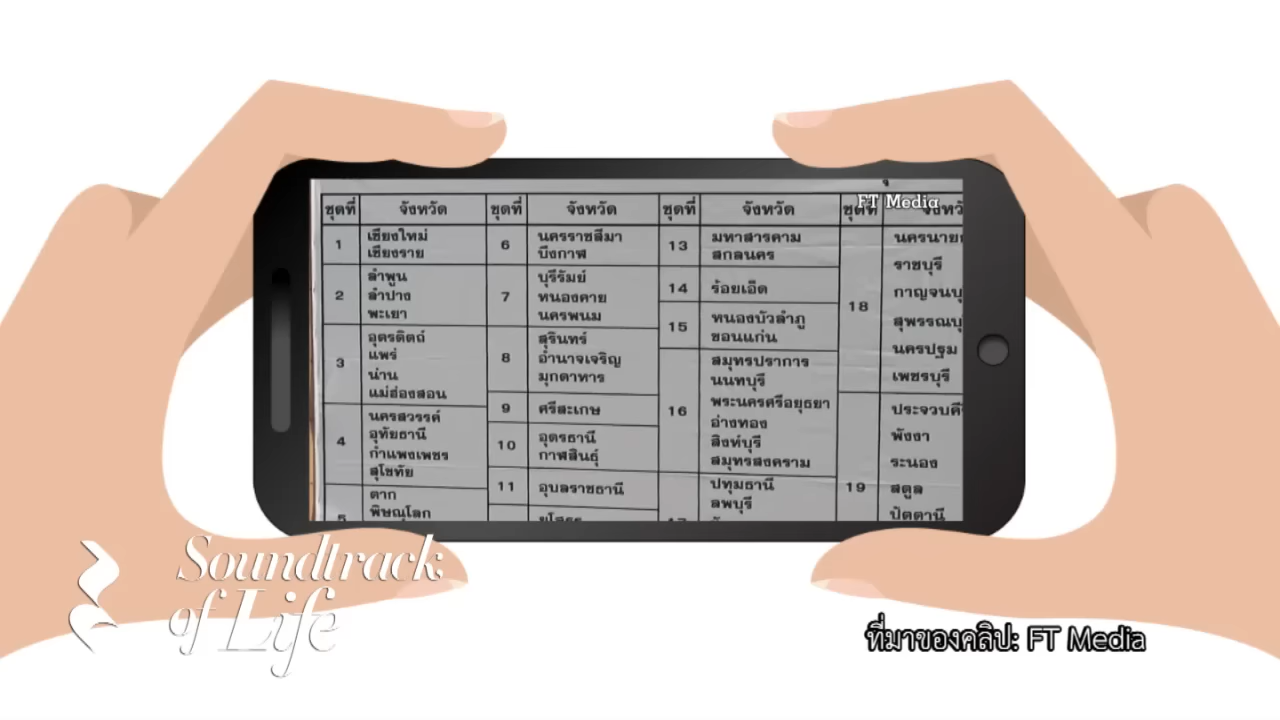 FT Media
ชุดที่ จังหวัด ชุดที่ จังหวัด ชุดที่ จังหวัด ชุดที่
1
เชียงใหม่
เชียงราย
2
ลำพูน
ลำปาง
พะเยา
3
อุตรดิตถ์
แพร่
น่าน
แม่ฮ่องสอน
4
นครสวรรค์
อุทัยธานี
กำแพงเพชร
สุโขทัย
ตาก
พิษณุโลก
6
นครราชสีมา
บึงกาฬ
7
บุรีรัมย์
หนองคาย
นครพนม
8
สุรินทร์
อำนาจเจริญ
มุกดาหาร
9
ศรีสะเกษ
10
อุดรธานี
กาฬสินธุ์
11
อุบลราชธานี
13
มหาสารคาม
สกลนคร
14
ร้อยเอ็ด
15
หนองบัวลำภู
ขอนแก่น
16
สมุทรปราการ
นนทบุรี
พระนครศรีอยุธยา
อ่างทอง
สิงห์บุรี
สมุทรสงคราม
ปทุมธานี
ลพบุรี
18
ราชบุรี
นครปฐม
เพชรบุรี
19
พังงา
ระนอง
สตูล
ปัตตานี
Soundtrack
of Life
ที่มาของคลิป: FT Media